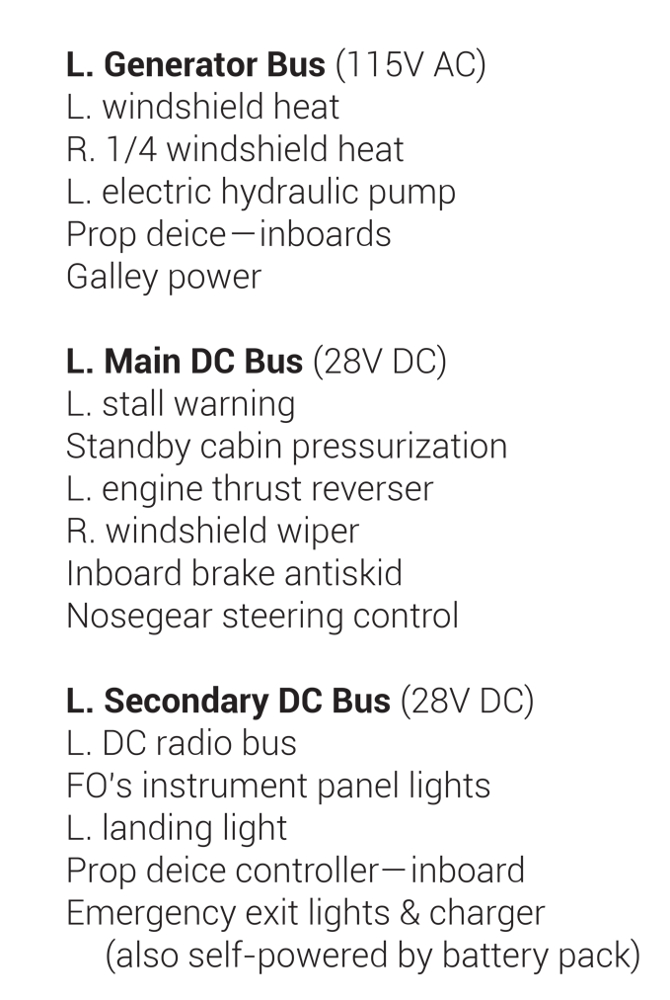 L. Generator Bus (115V AC)
L. windshield heat
R. 1/4 windshield heat
L. electric hydraulic pump
Prop deice—inboards
Galley power
L. Main DC Bus (28V DC)
L. stall warning
Standby cabin pressurization
L. engine thrust reverser
R. windshield wiper
Inboard brake antiskid
Nosegear steering control
L. Secondary DC Bus (28V DC)
L. DC radio bus
FO's instrument panel lights
L. landing light
Prop deice controller—inboard
Emergency exit lights & charger
(also self-powered by battery pack)